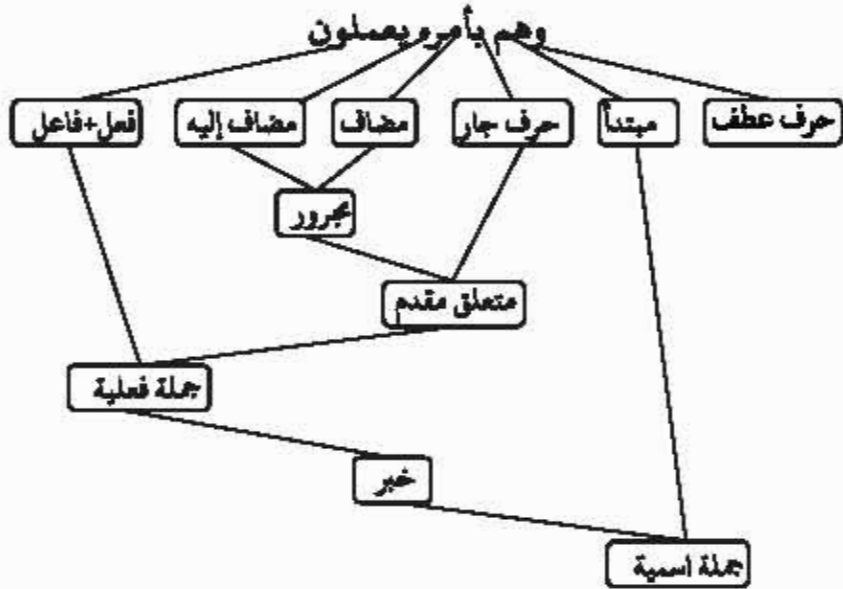 وهم بأمره يعملون
حرف عطف مبتدأ حرف جار مضاف مضاف إليه فعل+فاعل
مجرور
متعلق مقدم
جملة فعلية
خبر
جملة اسمية